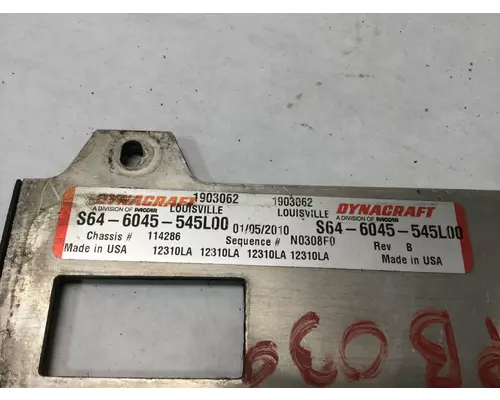 DYNACRAFT 1903062 1903062 DYNACRAFT
A DIVISION OF PACCAR LOUISVILLE LOUISVILLE A DIVISION OF PACCAR
S64-6045-545L00 01/05/2010 S64-6045-545L00
Chassis # 114286 Sequence # N0308F0 Rev B
Made in USA 12310LA 12310LA 12310LA 12310LA Made in USA